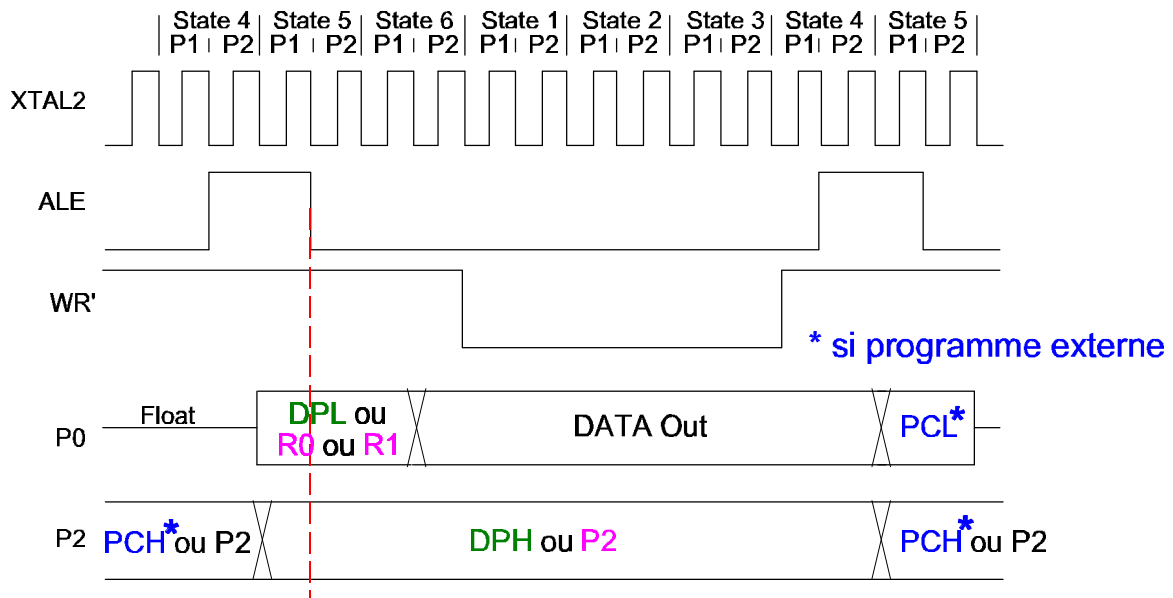 State 4 State 5 State 6 State 1 State 2 State 3 State 4 State 5
P1 P2 P1 P2 P1 P2 P1 P2 P1 P2 P1 P2 P1 P2 P1 P2
XTAL2
ALE
WR'
* si programme externe
Float
P0
DPL ou
R0 ou R1
DATA Out
PCL*
P2
PCH* ou P2
DPH ou P2
PCH* ou P2